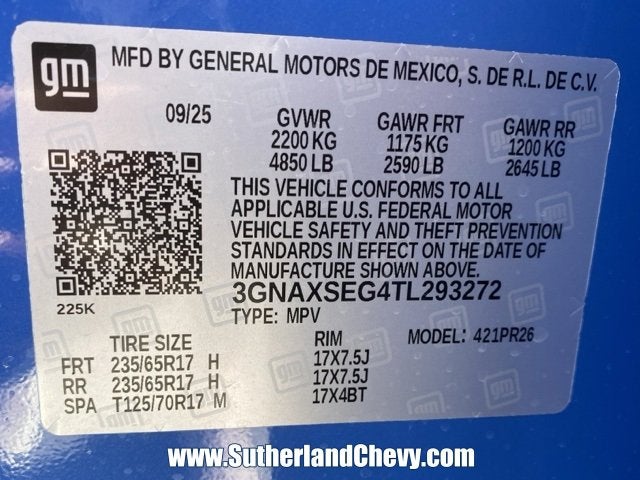 gm MFD BY GENERAL MOTORS DE MEXICO, S. DE R.L. DE C.V.
09/25 GVWR GAWR FRT GAWR RR
2200 KG 1175 KG 1200 KG
4850 LB 2590 LB 2645 LB
THIS VEHICLE CONFORMS TO ALL
APPLICABLE U.S. FEDERAL MOTOR
VEHICLE SAFETY AND THEFT PREVENTION
STANDARDS IN EFFECT ON THE DATE OF
MANUFACTURE SHOWN ABOVE.
225K 3GNAXSEG4TL293272
TYPE: MPV MODEL: 421PR26
TIRE SIZE RIM
FRT 235/65R17 H 17X7.5J
RR 235/65R17 H 17X7.5J
SPA T125/70R17 M 17X4BT
www.SutherlandChevy.com